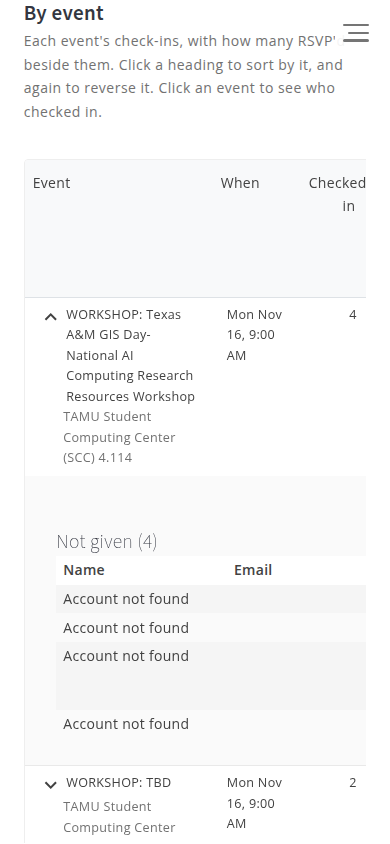 By event
Each event's check-ins, with how many RSVP'
beside them. Click a heading to sort by it, and
again to reverse it. Click an event to see who
checked in.
Event When Checked
in
WORKSHOP: Texas Mon Nov 4
A&M GIS Day- 16, 9:00
National AI AM
Computing Research
Resources Workshop
TAMU Student
Computing Center
(SCC) 4.114
Not given (4)
Name Email
Account not found
Account not found
Account not found
Account not found
WORKSHOP: TBD Mon Nov 2
TAMU Student 16, 9:00
Computing Center AM